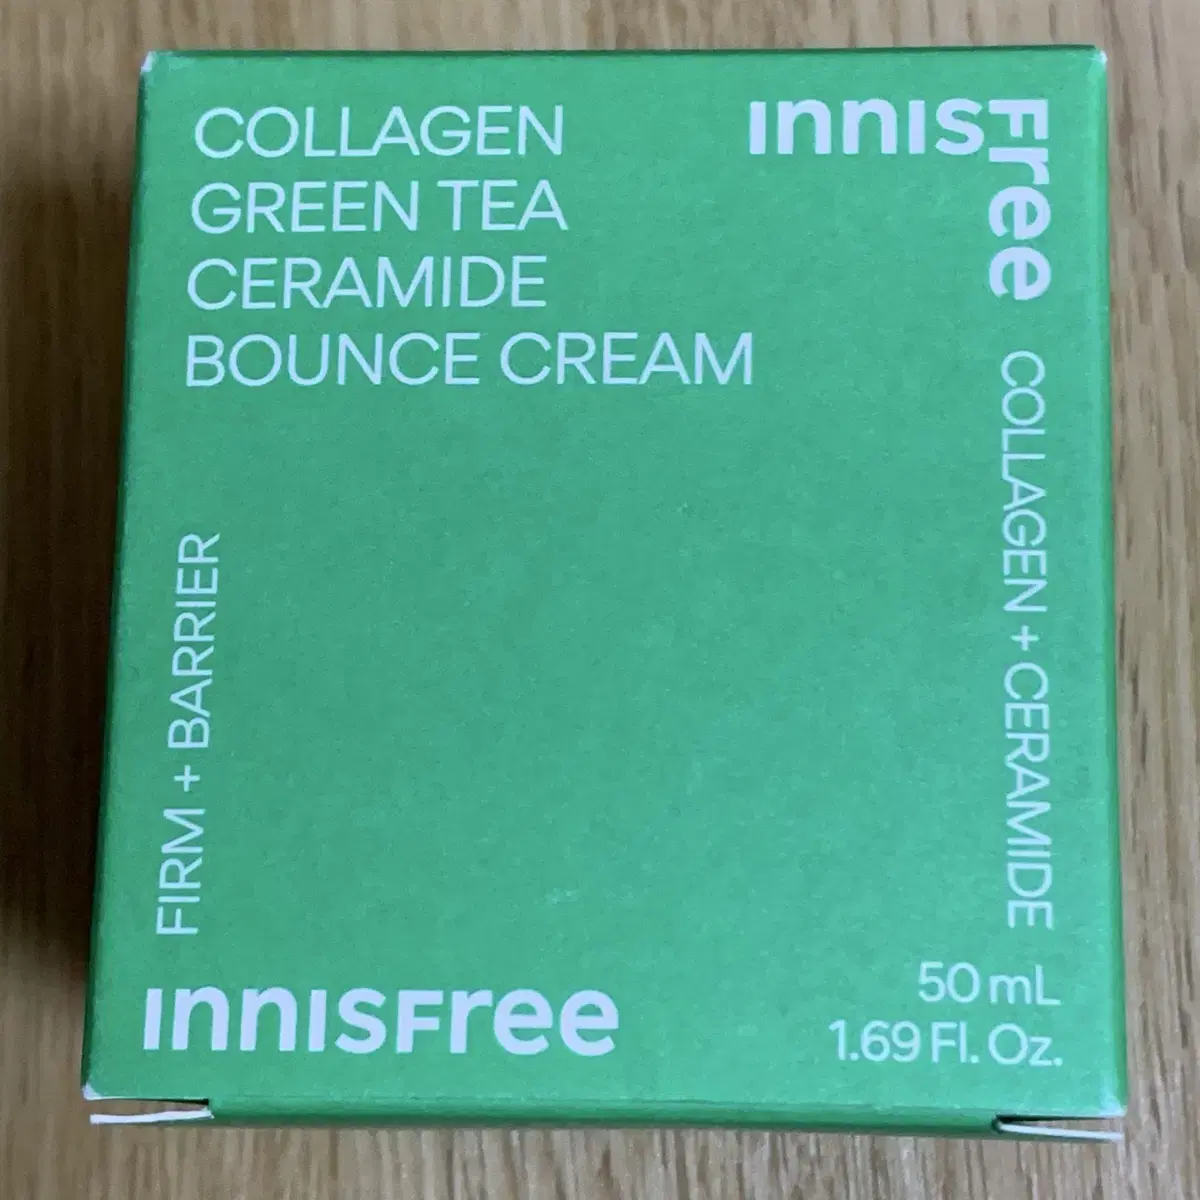 COLLAGEN
GREEN TEA
CERAMIDE
BOUNCE CREAM
INNISFree
COLLAGEN + CERAMIDE
FIRM + BARRIER
INNISFree
50 mL
1.69 Fl. Oz.